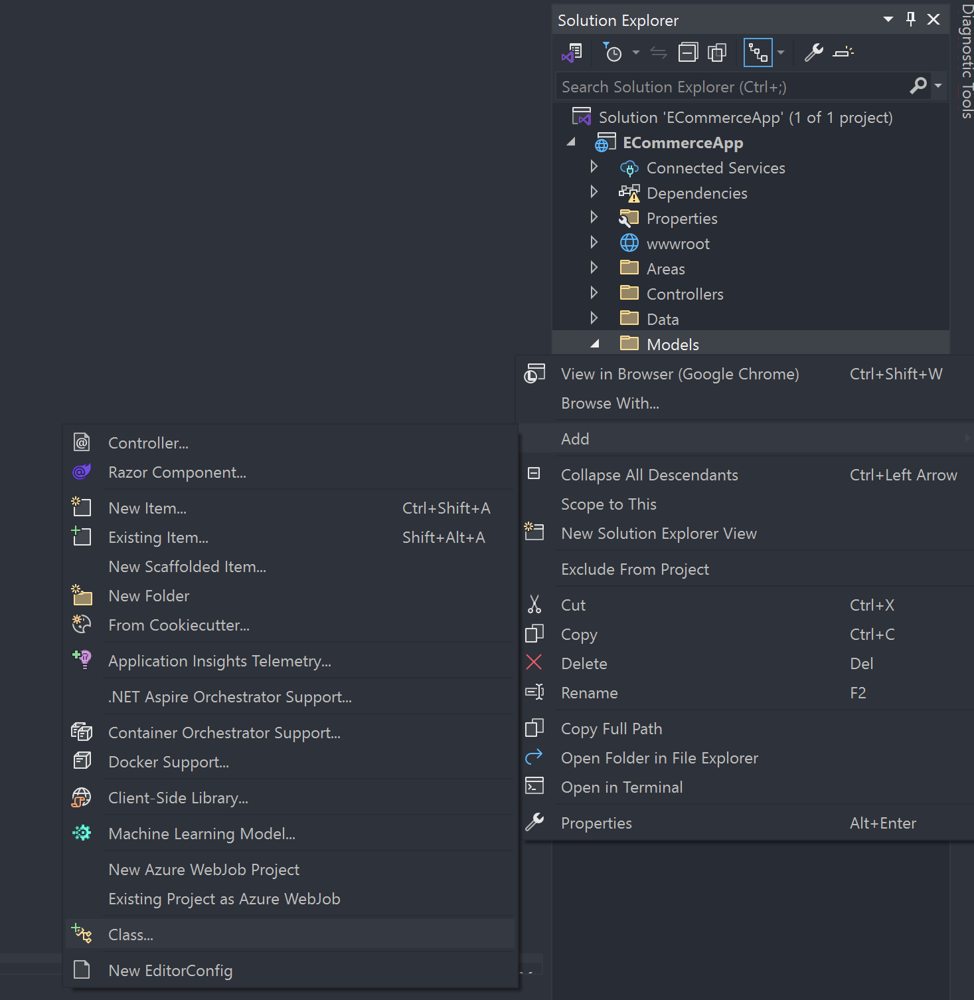 Solution Explorer
Diagnostic Tools
Search Solution Explorer (Ctrl+;)
Solution 'ECommerceApp' (1 of 1 project)
ECommerceApp
Connected Services
Dependencies
Properties
wwwroot
Areas
Controllers
Data
Models
View in Browser (Google Chrome) Ctrl+Shift+W
Browse With...
Add
Collapse All Descendants Ctrl+Left Arrow
Scope to This
New Solution Explorer View
Exclude From Project
Cut Ctrl+X
Copy Ctrl+C
Delete Del
Rename F2
Copy Full Path
Open Folder in File Explorer
Open in Terminal
Properties Alt+Enter
Controller...
Razor Component...
New Item... Ctrl+Shift+A
Existing Item... Shift+Alt+A
New Scaffolded Item...
New Folder
From Cookiecutter...
Application Insights Telemetry...
.NET Aspire Orchestrator Support...
Container Orchestrator Support...
Docker Support...
Client-Side Library...
Machine Learning Model...
New Azure WebJob Project
Existing Project as Azure WebJob
Class...
New EditorConfig